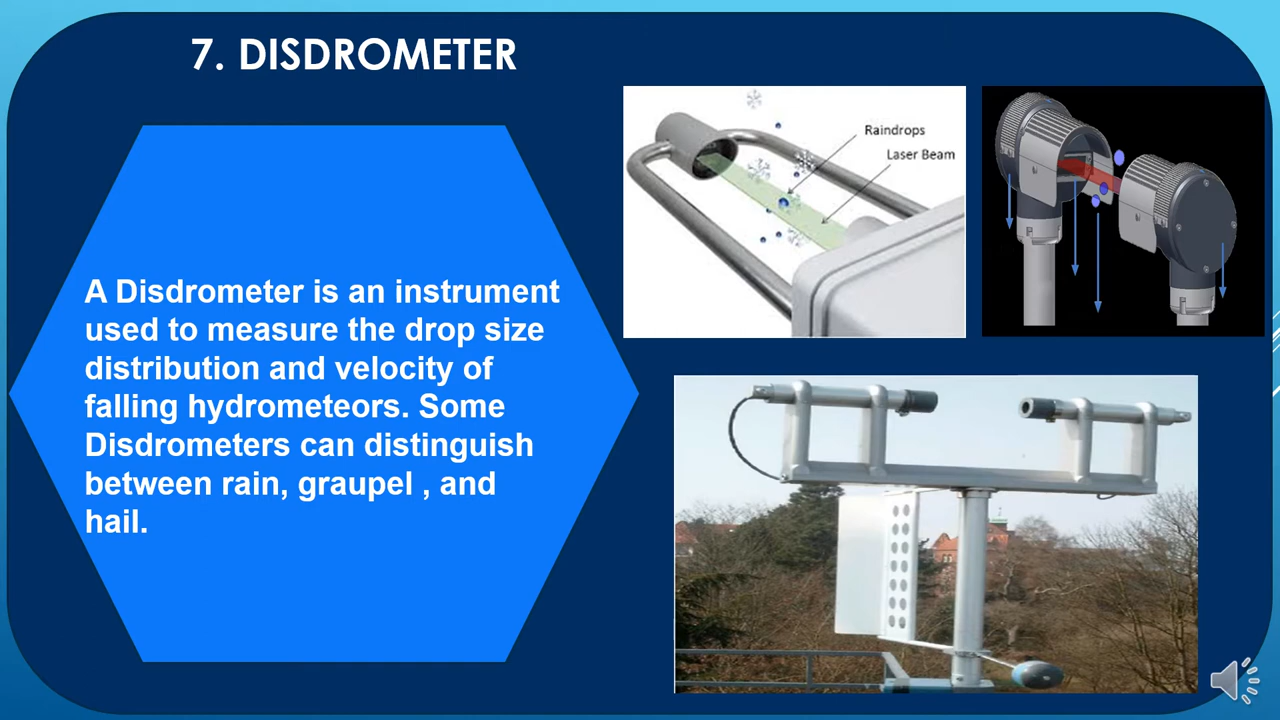 7. DISDROMETER
A Disdrometer is an instrument
used to measure the drop size
distribution and velocity of
falling hydrometeors. Some
Disdrometers can distinguish
between rain, graupel , and
hail.
Raindrops
Laser Beam